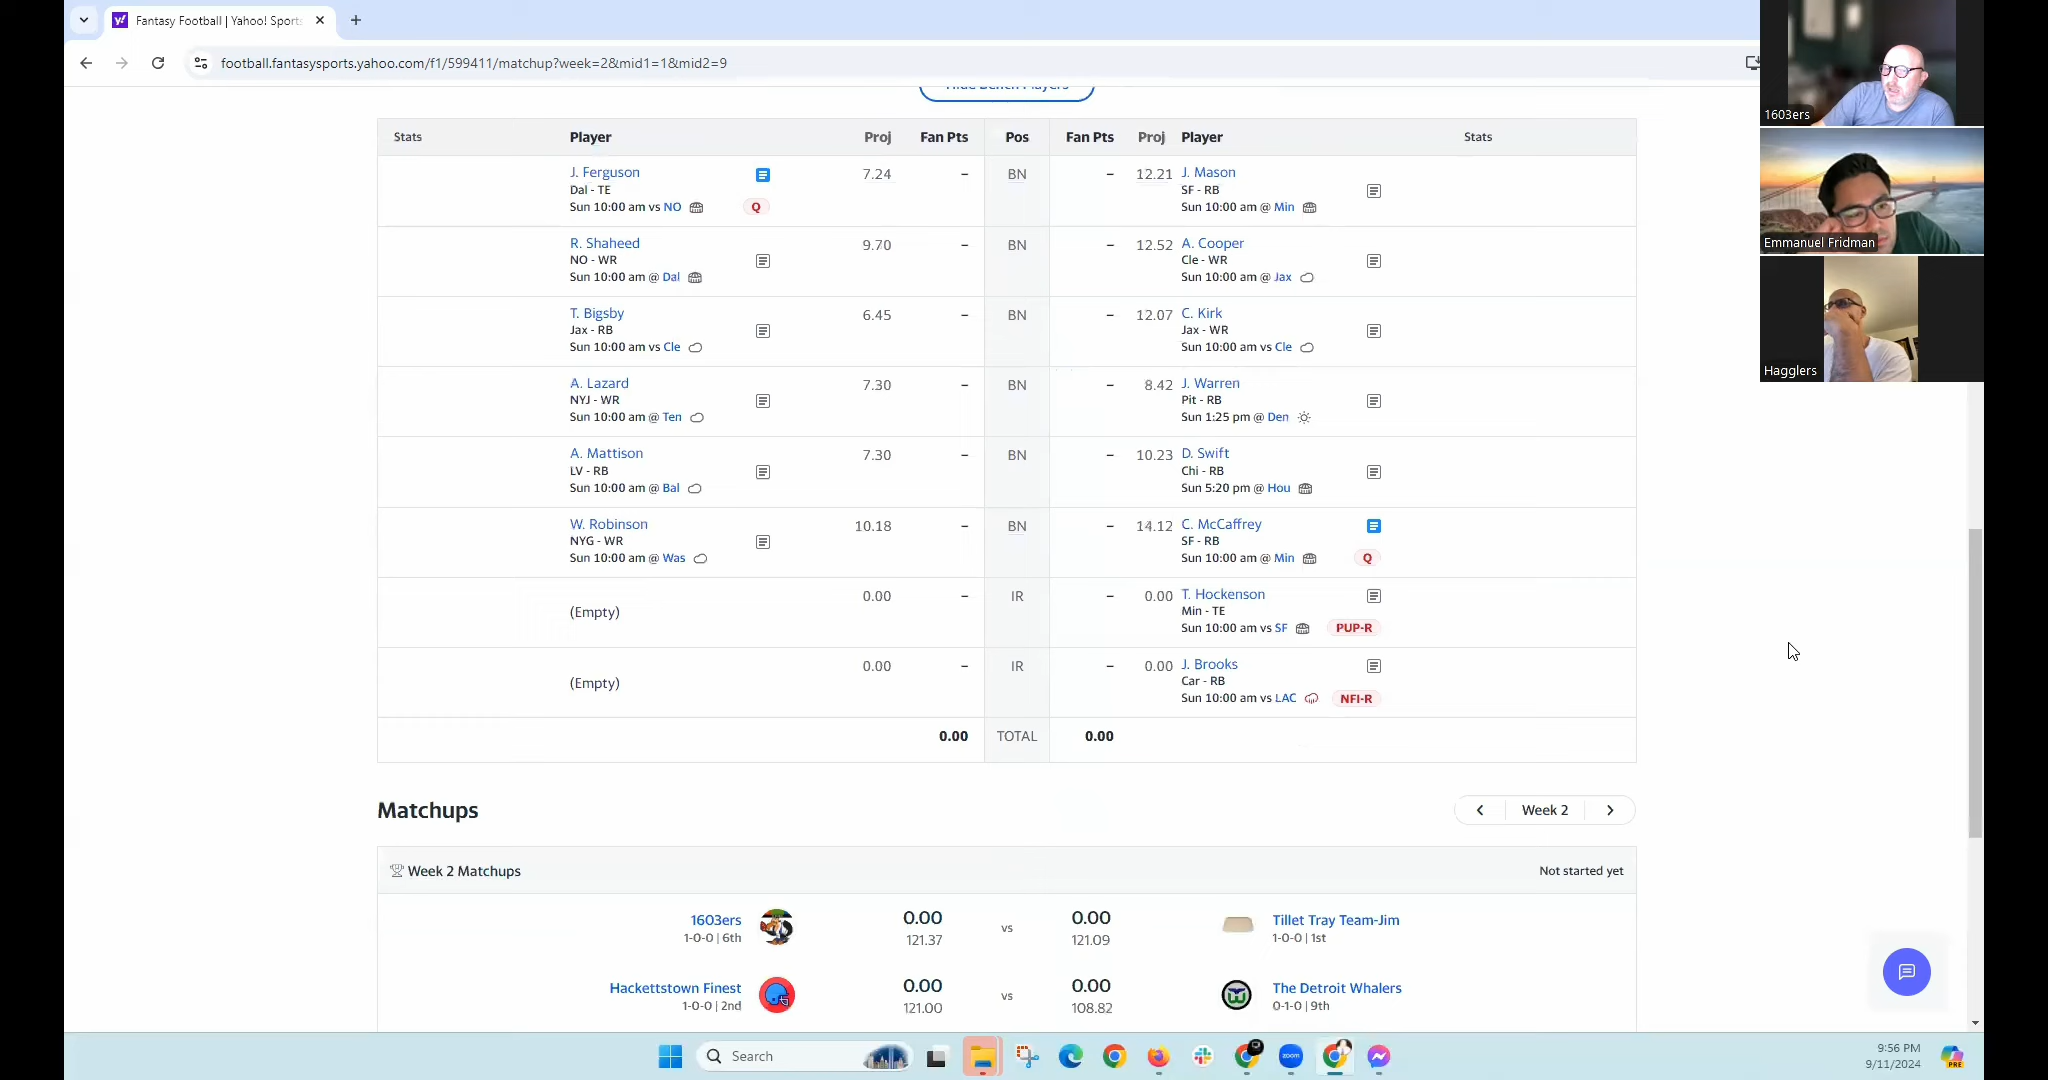 Fantasy Football | Yahoo! Sports
football.fantasysports.yahoo.com/f1/599411/matchup?week=2&mid1=1&mid2=9
Hide Bench Players
Stats Player Proj Fan Pts Pos Fan Pts Proj Player Stats
J. Ferguson 7.24 – BN – 12.21 J. Mason
Dal - TE SF - RB
Sun 10:00 am vs NO Q Sun 10:00 am @ Min
R. Shaheed 9.70 – BN – 12.52 A. Cooper
NO - WR Cle - WR
Sun 10:00 am @ Dal Sun 10:00 am @ Jax
T. Bigsby 6.45 – BN – 12.07 C. Kirk
Jax - RB Jax - WR
Sun 10:00 am vs Cle Sun 10:00 am vs Cle
A. Lazard 7.30 – BN – 8.42 J. Warren
NYJ - WR Pit - RB
Sun 10:00 am @ Ten Sun 1:25 pm @ Den
A. Mattison 7.30 – BN – 10.23 D. Swift
LV - RB Chi - RB
Sun 10:00 am @ Bal Sun 5:20 pm @ Hou
W. Robinson 10.18 – BN – 14.12 C. McCaffrey
NYG - WR SF - RB
Sun 10:00 am @ Was Sun 10:00 am @ Min Q
(Empty) 0.00 – IR – 0.00 T. Hockenson
Min - TE
Sun 10:00 am vs SF PUP-R
(Empty) 0.00 – IR – 0.00 J. Brooks
Car - RB
Sun 10:00 am vs LAC NFI-R
0.00 TOTAL 0.00
Matchups
Week 2
Week 2 Matchups Not started yet
1603ers 0.00 vs 0.00 Tillet Tray Team-Jim
1-0-0 | 6th 121.37 121.09 1-0-0 | 1st
Hackettstown Finest 0.00 vs 0.00 The Detroit Whalers
1-0-0 | 2nd 121.00 108.82 0-1-0 | 9th
1603ers
Emmanuel Fridman
Hagglers
Search
zoom
9:56 PM
9/11/2024
PRE